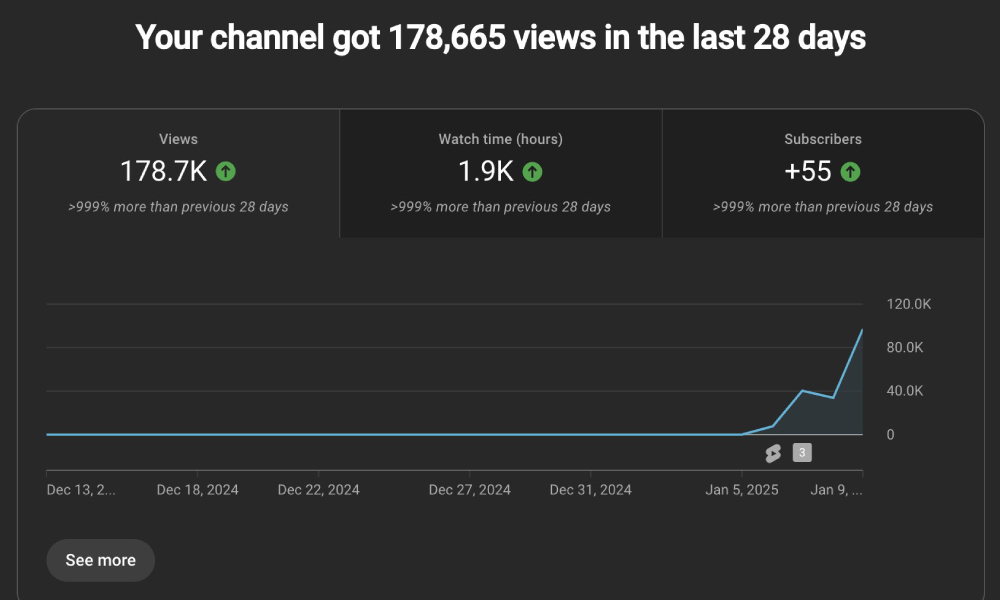 Your channel got 178,665 views in the last 28 days
Views
178.7K
>999% more than previous 28 days
Watch time (hours)
1.9K
>999% more than previous 28 days
Subscribers
+55
>999% more than previous 28 days
120.0K
80.0K
40.0K
0
3
Dec 13, 2... Dec 18, 2024 Dec 22, 2024 Dec 27, 2024 Dec 31, 2024 Jan 5, 2025 Jan 9, ...
See more